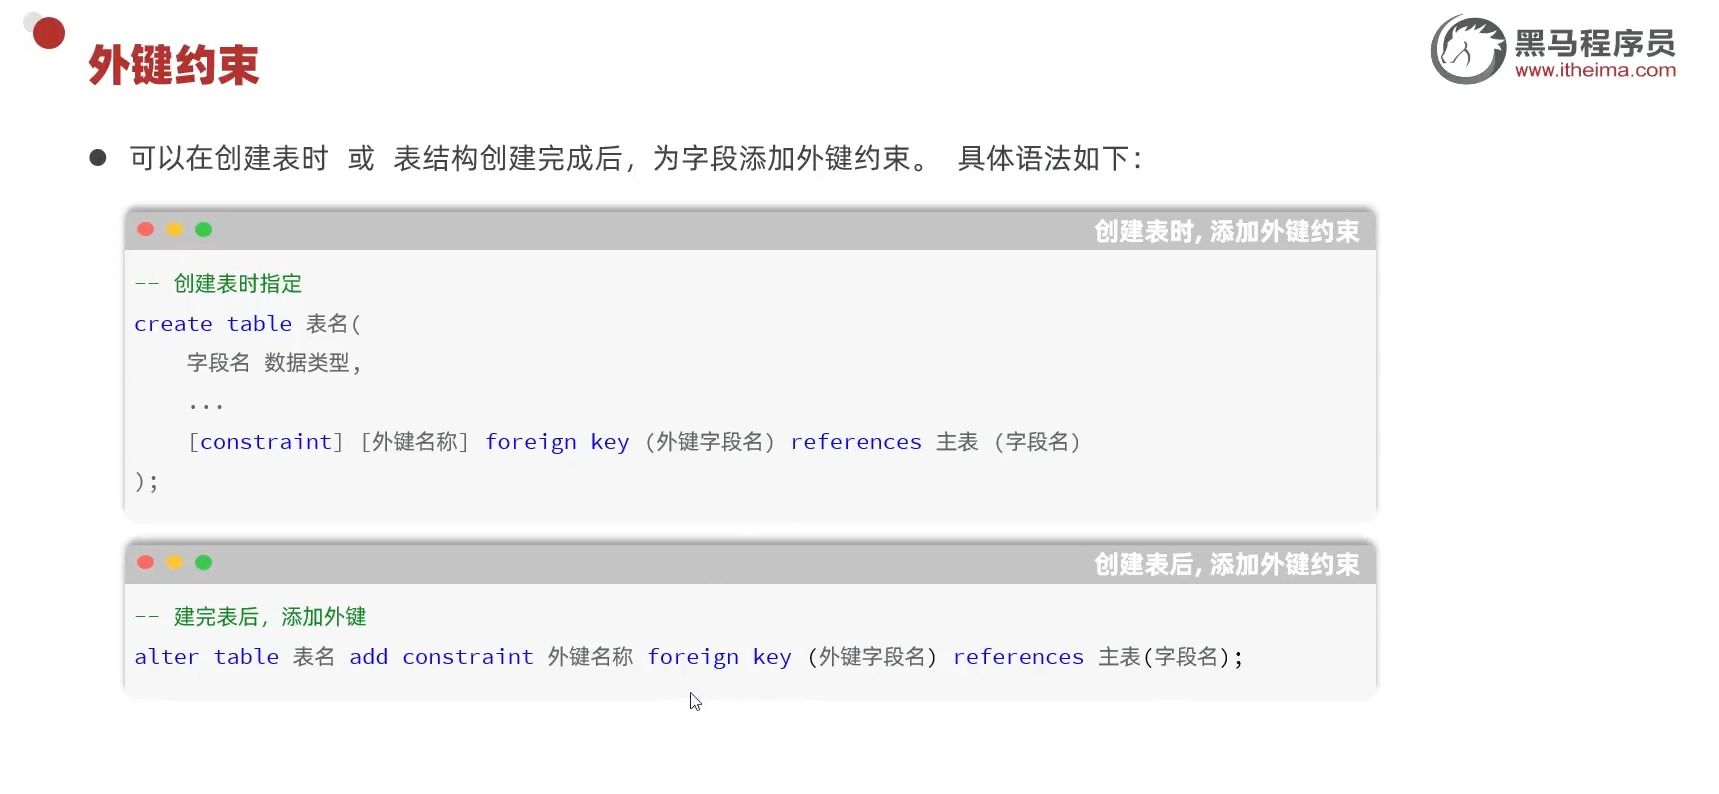 外键约束
黑马程序员
www.itheima.com
可以在创建表时 或 表结构创建完成后，为字段添加外键约束。 具体语法如下：
创建表时, 添加外键约束
-- 创建表时指定
create table 表名(
字段名 数据类型,
...
[constraint] [外键名称] foreign key (外键字段名) references 主表 (字段名)
);
创建表后, 添加外键约束
-- 建完表后，添加外键
alter table 表名 add constraint 外键名称 foreign key (外键字段名) references 主表(字段名);